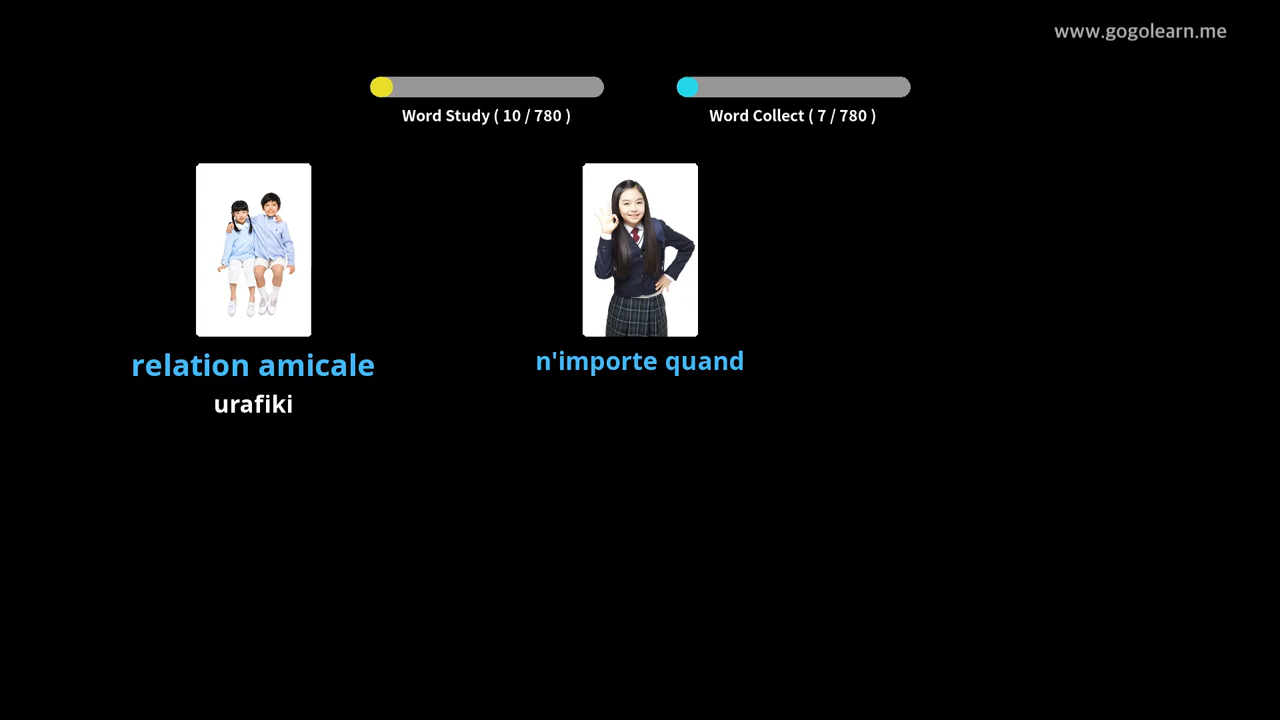 www.gogolearn.me
Word Study ( 10 / 780 )
Word Collect ( 7 / 780 )
relation amicale
urafiki
n'importe quand